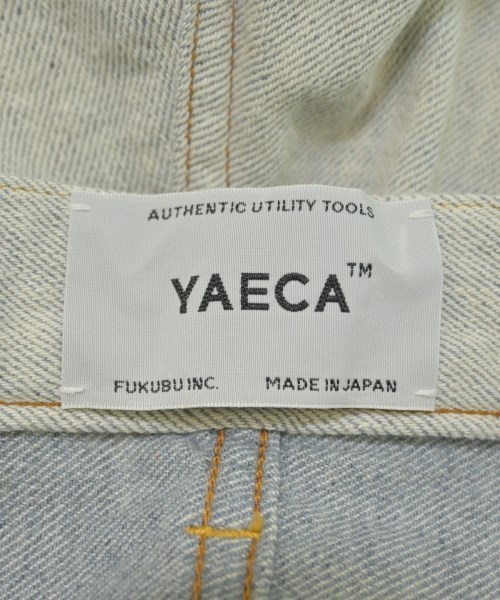 AUTHENTIC UTILITY TOOLS
YAECA™
FUKUBU INC. MADE IN JAPAN